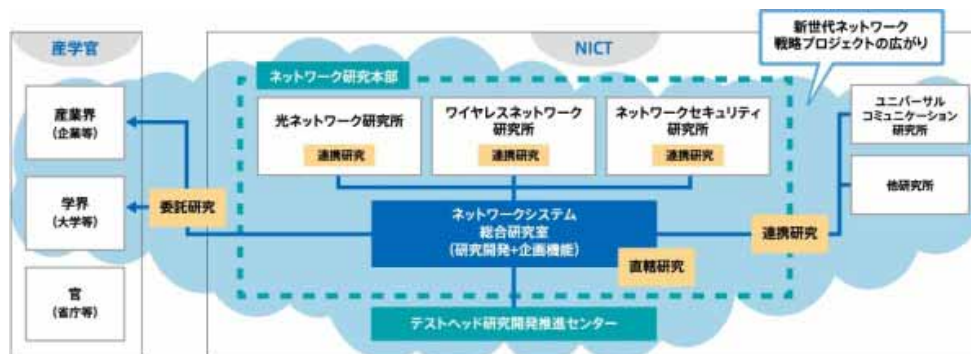 産学官
産業界
(企業等)
学界
(大学等)
官
(省庁等)
委託研究
NICT
新世代ネットワーク
戦略プロジェクトの広がり
ネットワーク研究本部
光ネットワーク研究所
連携研究
ワイヤレスネットワーク
研究所
連携研究
ネットワークセキュリティ
研究所
連携研究
ネットワークシステム
総合研究室
(研究開発+企画機能)
直轄研究
連携研究
ユニバーサル
コミュニケーション
研究所
他研究所
テストベッド研究開発推進センター